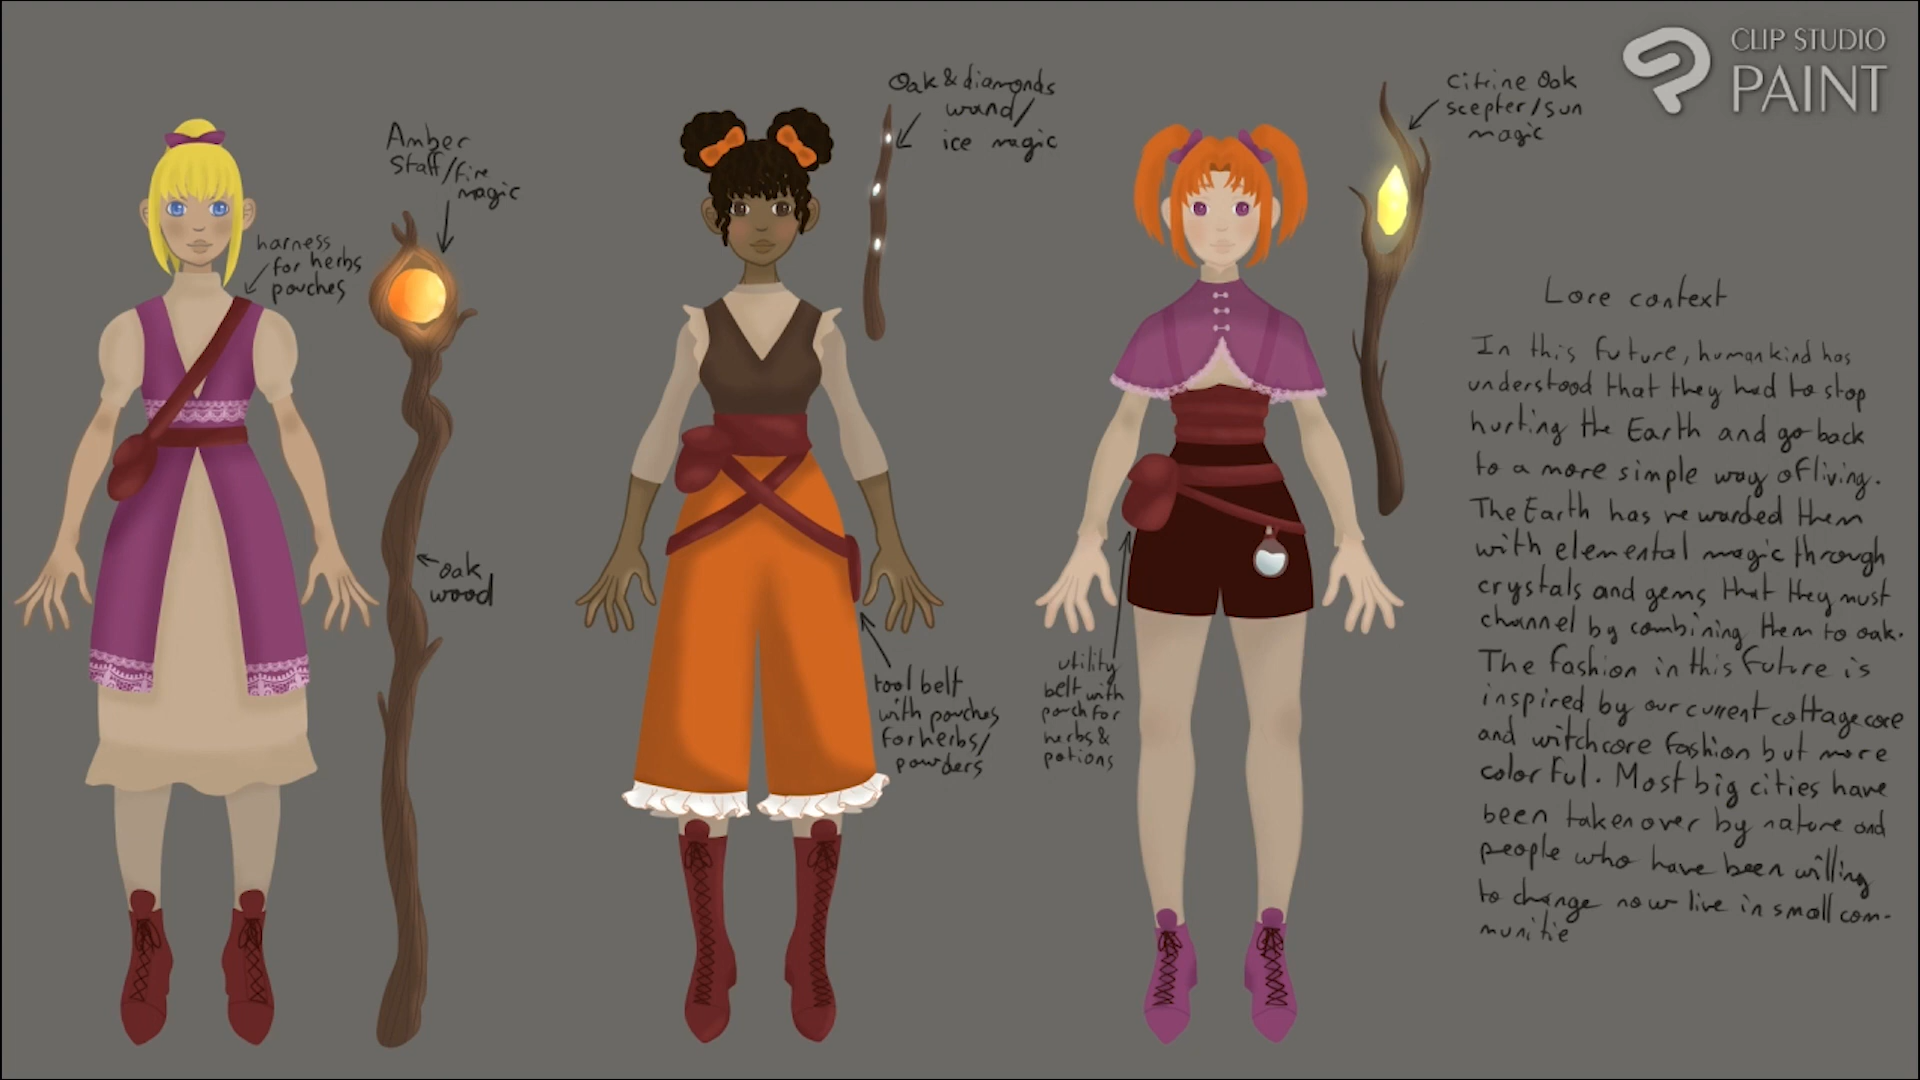 CLIP STUDIO
PAINT
Amber
Staff/fire
magic
harness
for herbs
pouches
oak
wood
Oak & diamonds
wand/
ice magic
tool belt
with pouches
for herbs/
powders
Citrine Oak
scepter/sun
magic
utility
belt with
porch for
herbs &
potions
Lore context
In this future, humankind has
understood that they had to stop
hurting the Earth and go back
to a more simple way of living.
The Earth has rewarded them
with elemental magic through
crystals and gems that they must
channel by combining them to oak.
The fashion in this future is
inspired by our current cottagecore
and witchcore fashion but more
colorful. Most big cities have
been taken over by nature and
people who have been willing
to change now live in small com-
munitie